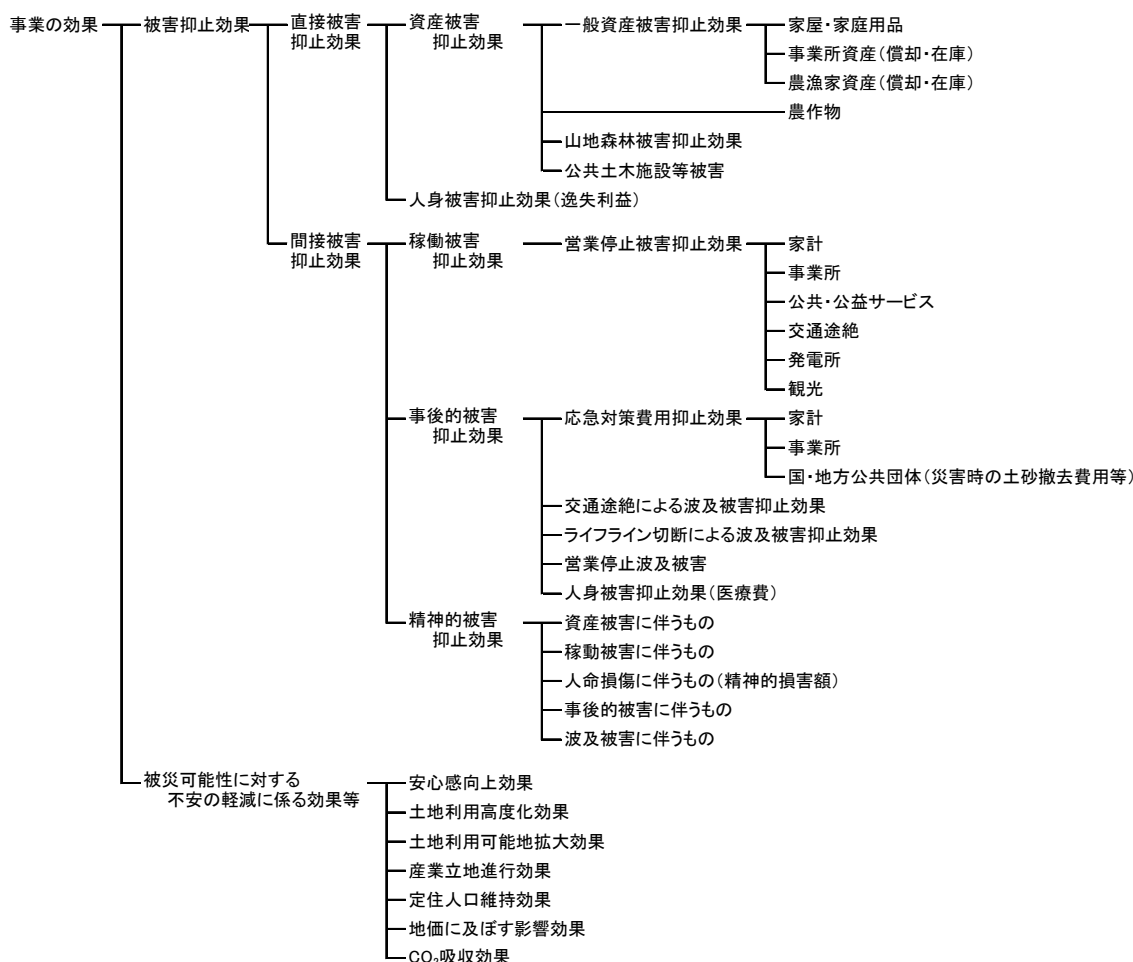 事業の効果 被害抑止効果 直接被害 資産被害 一般資産被害抑止効果 家屋・家庭用品
抑止効果 抑止効果 事業所資産(償却・在庫)
農漁家資産(償却・在庫)
農作物
山地森林被害抑止効果
公共土木施設等被害
人身被害抑止効果(逸失利益)
間接被害 稼働被害 営業停止被害抑止効果 家計
抑止効果 抑止効果 事業所
公共・公益サービス
交通途絶
発電所
観光
事後的被害 応急対策費用抑止効果 家計
抑止効果 事業所
国・地方公共団体(災害時の土砂撤去費用等)
交通途絶による波及被害抑止効果
ライフライン切断による波及被害抑止効果
営業停止波及被害
人身被害抑止効果(医療費)
精神的被害 資産被害に伴うもの
抑止効果 稼動被害に伴うもの
人命損傷に伴うもの(精神的損害額)
事後的被害に伴うもの
波及被害に伴うもの
被災可能性に対する 安心感向上効果
不安の軽減に係る効果等 土地利用高度化効果
土地利用可能地拡大効果
産業立地進行効果
定住人口維持効果
地価に及ぼす影響効果
CO₂吸収効果